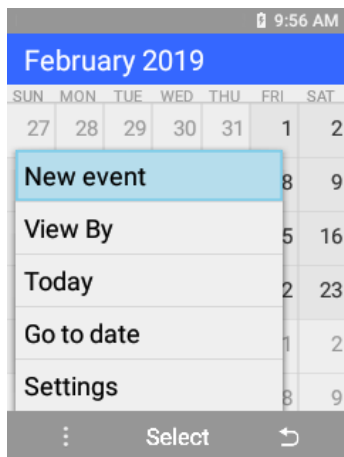 9:56 AM
February 2019
SUN MON TUE WED THU FRI SAT
27 28 29 30 31 1 2
New event 8 9
View By 5 16
Today 2 23
Go to date 1 2
Settings 8 9
Select